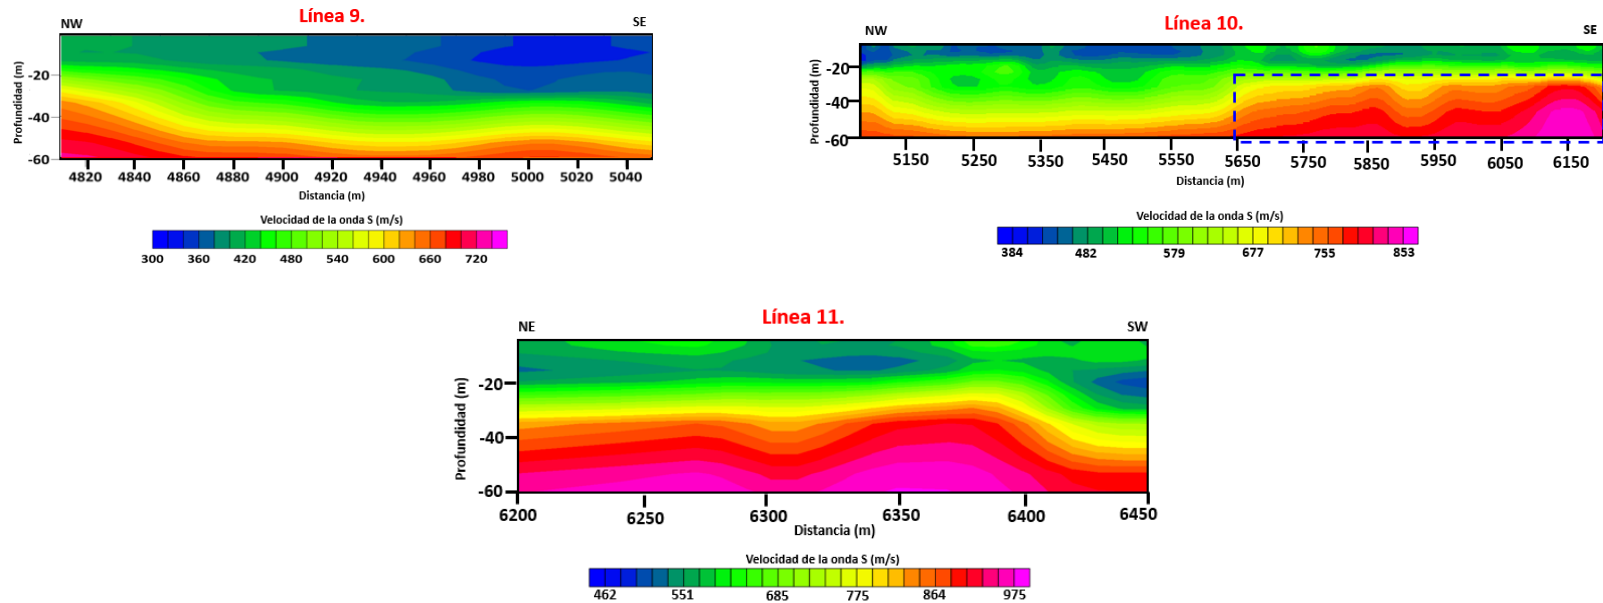 Línea 9.
NW
SE
Profundidad (m)
-20
-40
-60
4820 4840 4860 4880 4900 4920 4940 4960 4980 5000 5020 5040
Distancia (m)
Velocidad de la onda S (m/s)
300 360 420 480 540 600 660 720
Línea 10.
NW
SE
Profundidad (m)
-20
-40
-60
5150 5250 5350 5450 5550 5650 5750 5850 5950 6050 6150
Distancia (m)
Velocidad de la onda S (m/s)
384 482 579 677 755 853
Línea 11.
NE
SW
Profundidad (m)
-20
-40
-60
6200 6250 6300 6350 6400 6450
Distancia (m)
Velocidad de la onda S (m/s)
462 551 685 775 864 975